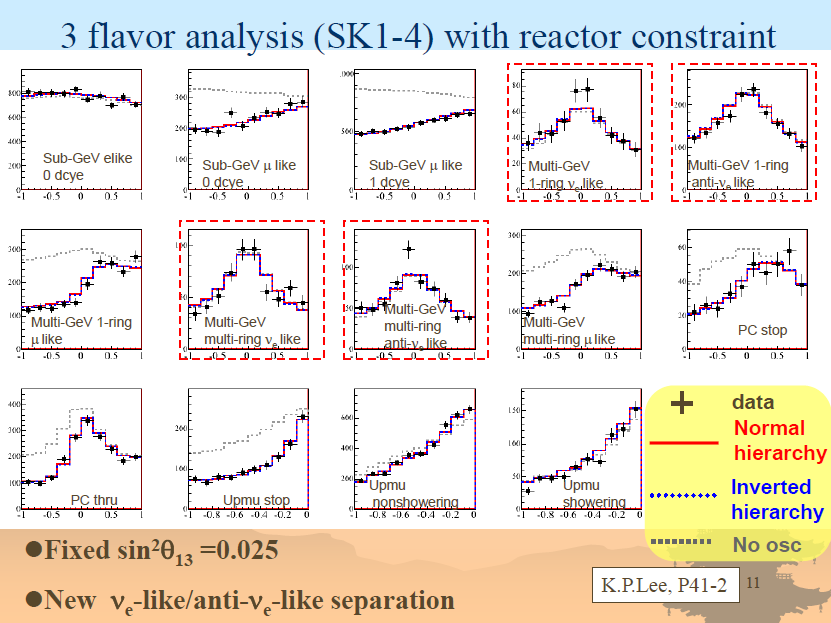 3 flavor analysis (SK1-4) with reactor constraint
Sub-GeV elike
0 dcye
Sub-GeV μ like
0 dcye
Sub-GeV μ like
1 dcye
Multi-GeV
1-ring νe like
Multi-GeV 1-ring
anti-νe like
Multi-GeV 1-ring
μ like
Multi-GeV
multi-ring νe like
Multi-GeV
multi-ring
anti-νe like
Multi-GeV
multi-ring μ like
PC stop
PC thru
Upmu stop
Upmu
nonshowering
Upmu
showering
data
Normal
hierarchy
Inverted
hierarchy
No osc
●Fixed sin²θ₁₃ =0.025
●New νe-like/anti-νe-like separation
K.P.Lee, P41-2
11